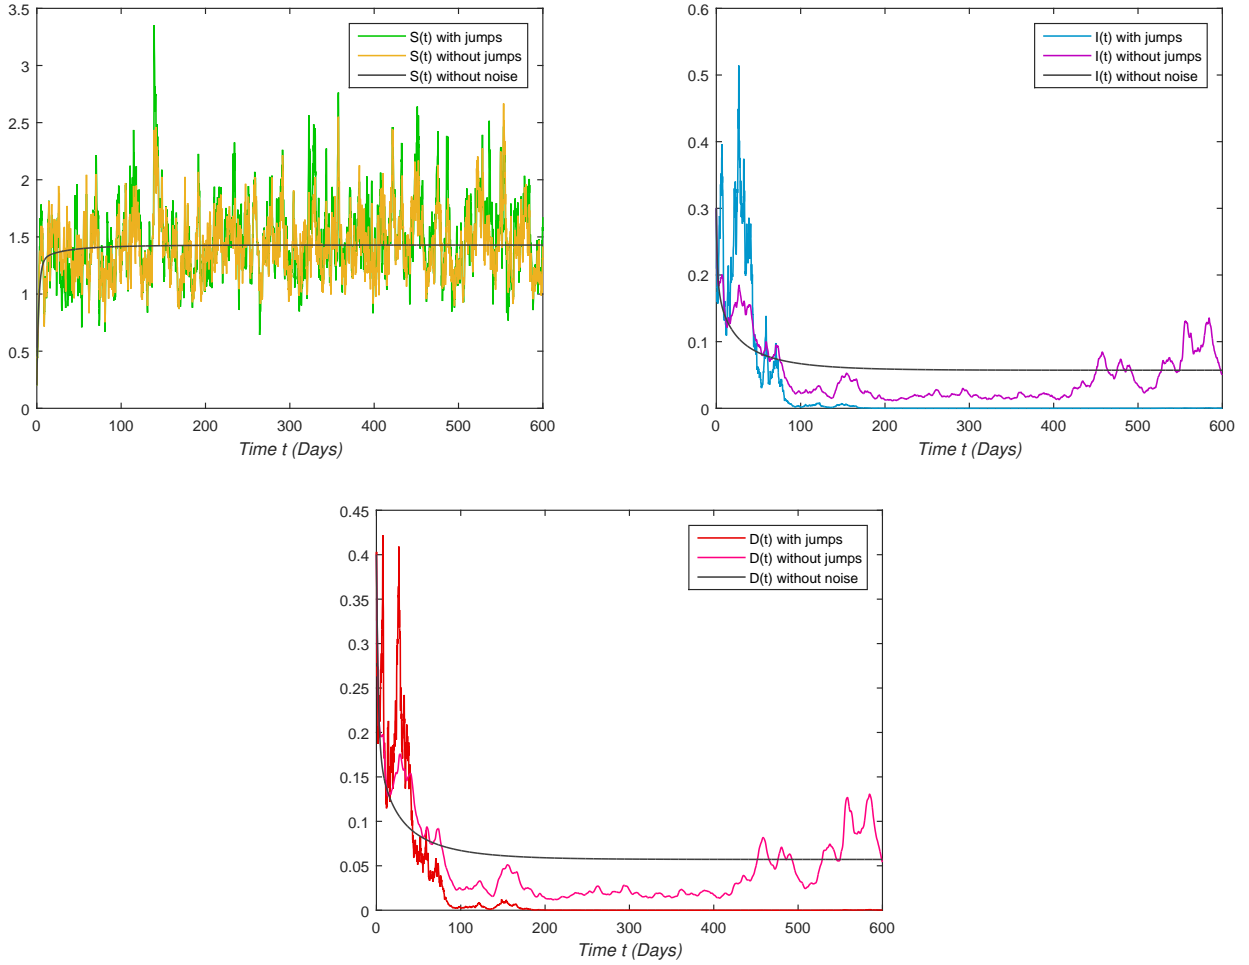 3.5
3
2.5
2
1.5
1
0.5
0
0 100 200 300 400 500 600
Time t (Days)
S(t) with jumps
S(t) without jumps
S(t) without noise
0.6
0.5
0.4
0.3
0.2
0.1
0
0 100 200 300 400 500 600
Time t (Days)
I(t) with jumps
I(t) without jumps
I(t) without noise
0.45
0.4
0.35
0.3
0.25
0.2
0.15
0.1
0.05
0
0 100 200 300 400 500 600
Time t (Days)
D(t) with jumps
D(t) without jumps
D(t) without noise